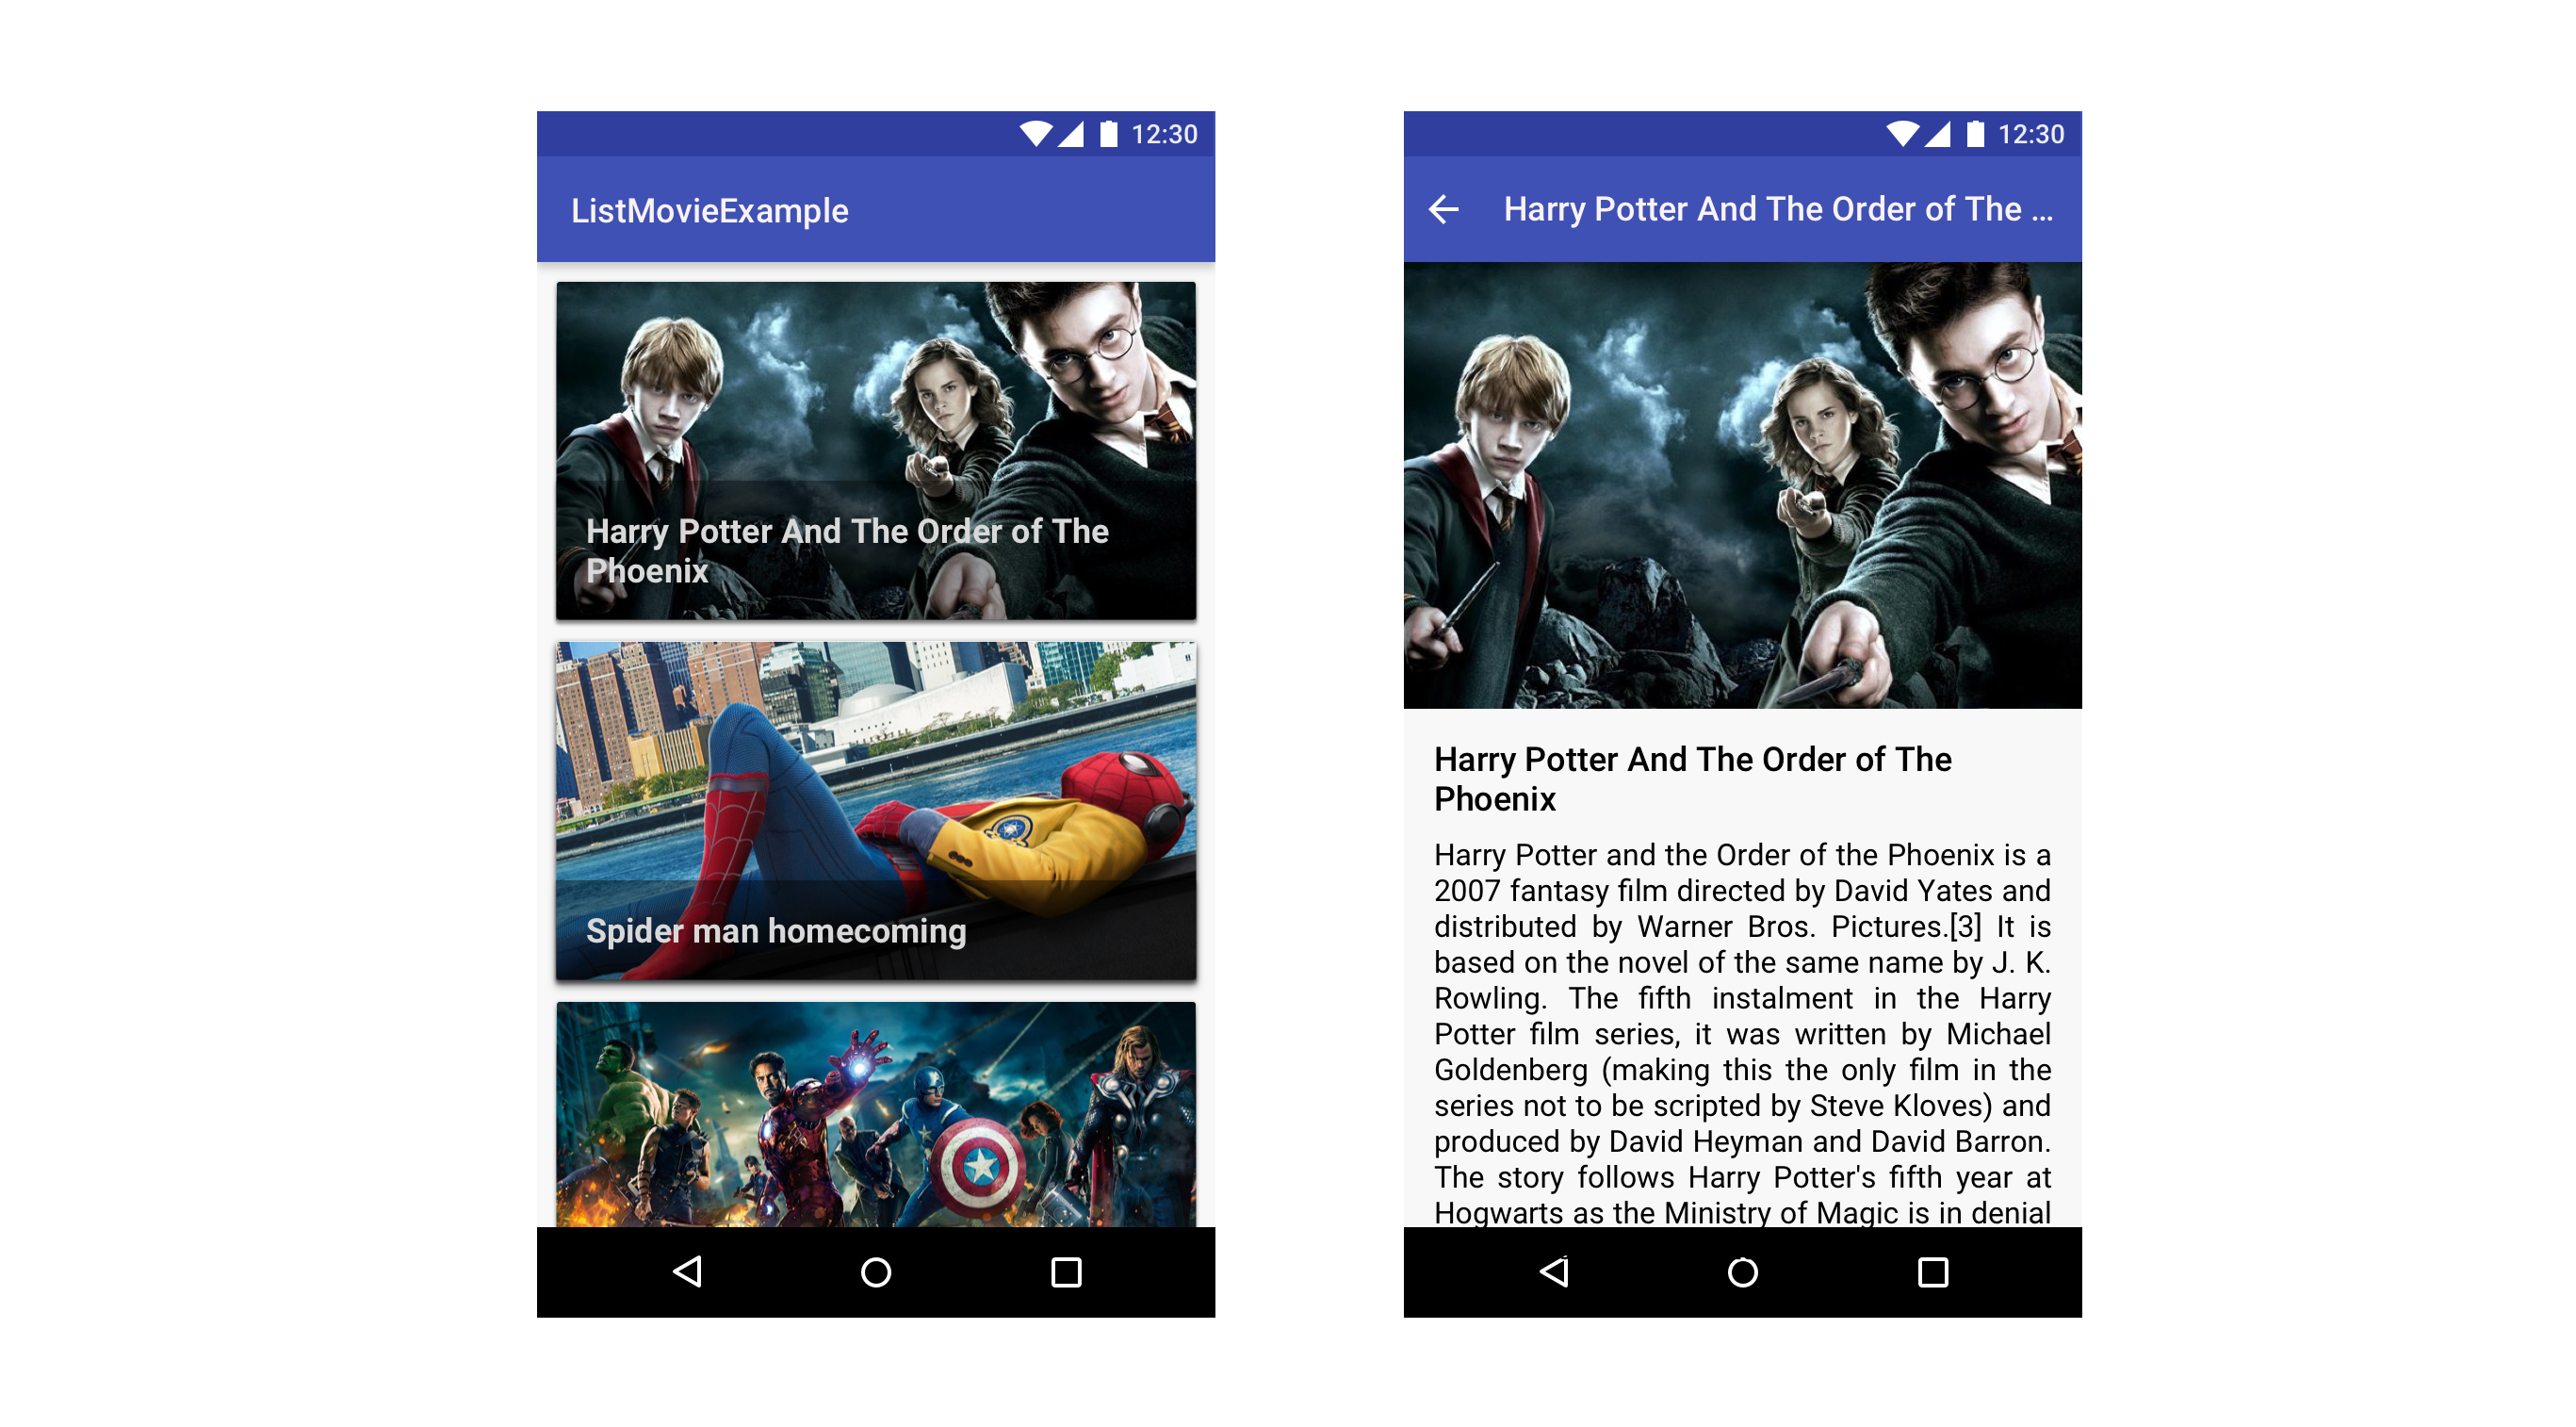 12:30
ListMovieExample
Harry Potter And The Order of The
Phoenix
Spider man homecoming
12:30
Harry Potter And The Order of The ...
Harry Potter And The Order of The
Phoenix
Harry Potter and the Order of the Phoenix is a
2007 fantasy film directed by David Yates and
distributed by Warner Bros. Pictures.[3] It is
based on the novel of the same name by J. K.
Rowling. The fifth instalment in the Harry
Potter film series, it was written by Michael
Goldenberg (making this the only film in the
series not to be scripted by Steve Kloves) and
produced by David Heyman and David Barron.
The story follows Harry Potter's fifth year at
Hogwarts as the Ministry of Magic is in denial